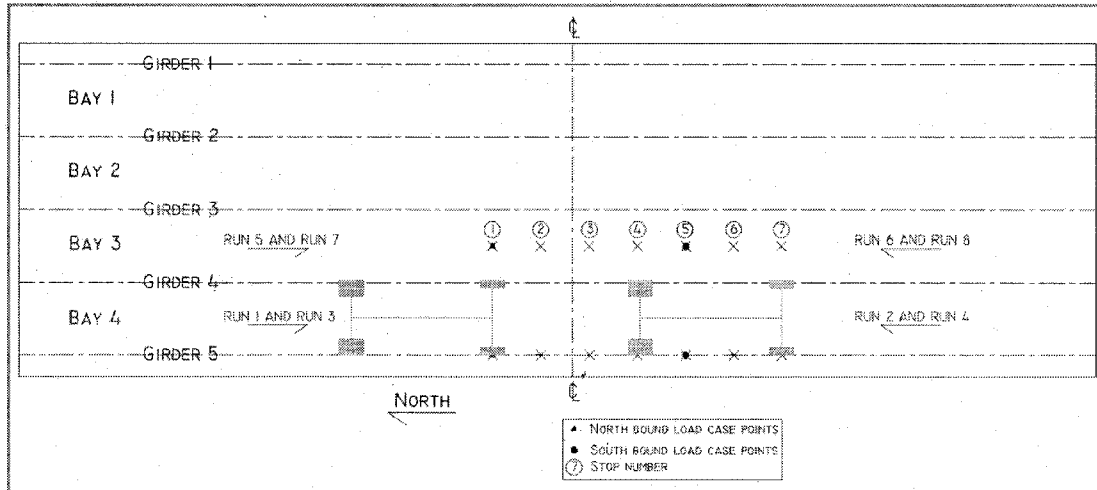 ℄
GIRDER 1
BAY 1
GIRDER 2
BAY 2
GIRDER 3
1 2 3 4 5 6 7
BAY 3
RUN 5 AND RUN 7
RUN 6 AND RUN 8
GIRDER 4
BAY 4
RUN 1 AND RUN 3
RUN 2 AND RUN 4
GIRDER 5
℄
NORTH
NORTH BOUND LOAD CASE POINTS
SOUTH BOUND LOAD CASE POINTS
7 STOP NUMBER